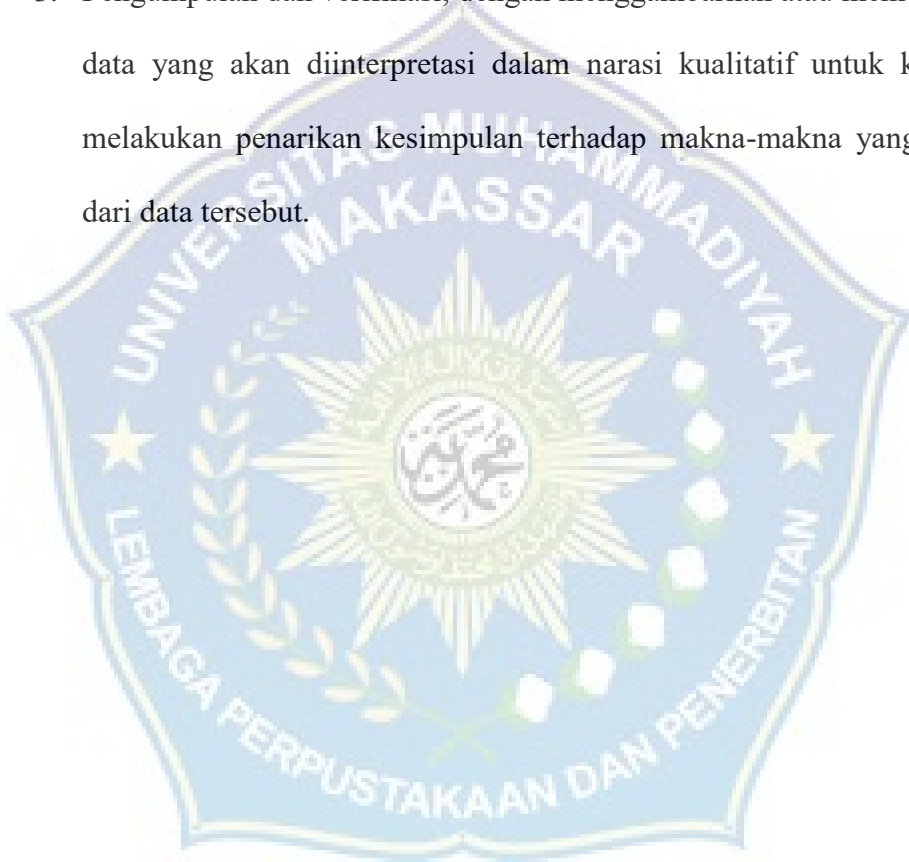 data yang akan diinterpretasi dalam narasi kualitatif untuk
melakukan penarikan kesimpulan terhadap makna-makna yang
dari data tersebut.
UNIVERSITAS MUHAMMADIYAH
MAKASSAR
LEMBAGA PERPUSTAKAAN DAN PENERBITAN